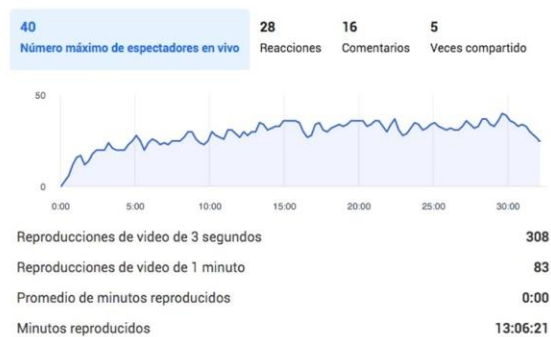 40
Número máximo de espectadores en vivo
28
Reacciones
16
Comentarios
5
Veces compartido
50
0
0:00 5:00 10:00 15:00 20:00 25:00 30:00
Reproducciones de video de 3 segundos 308
Reproducciones de video de 1 minuto 83
Promedio de minutos reproducidos 0:00
Minutos reproducidos 13:06:21